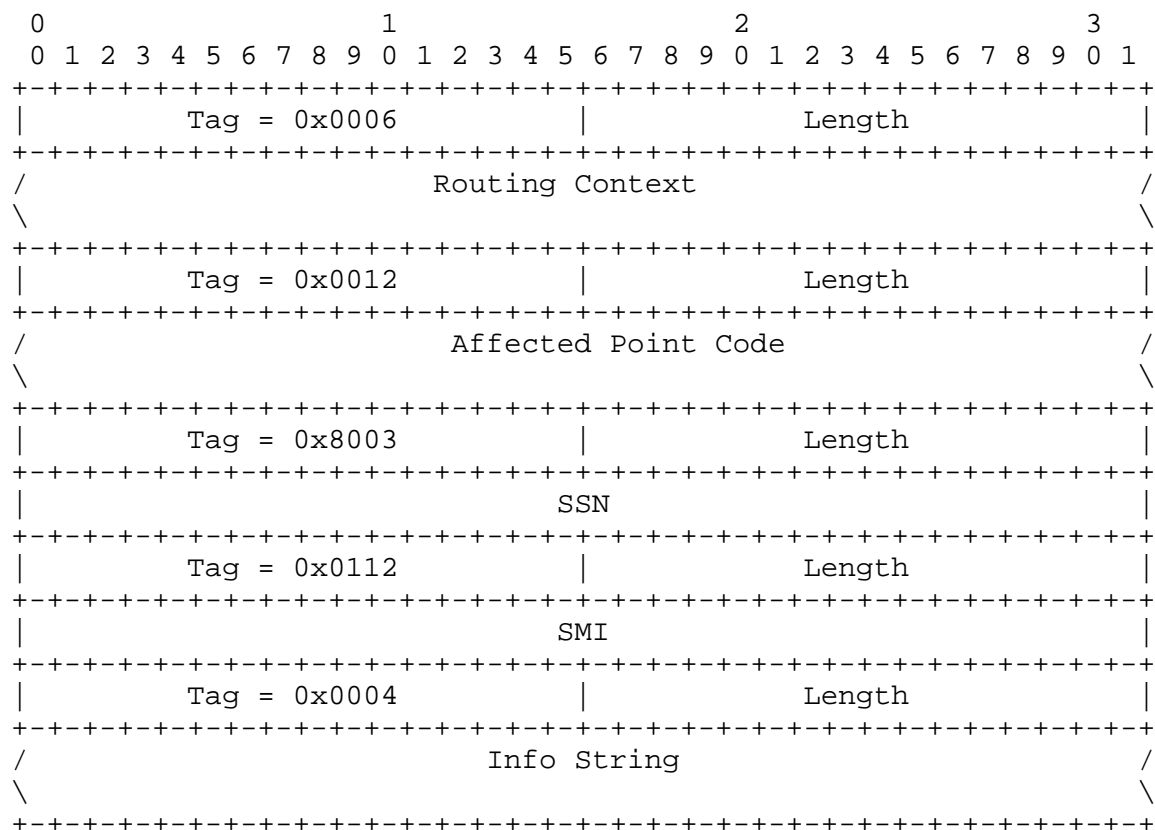 0                   1                   2                   3
 0 1 2 3 4 5 6 7 8 9 0 1 2 3 4 5 6 7 8 9 0 1 2 3 4 5 6 7 8 9 0 1
+-+-+-+-+-+-+-+-+-+-+-+-+-+-+-+-+-+-+-+-+-+-+-+-+-+-+-+-+-+-+-+-+
|         Tag = 0x0006          |            Length             |
+-+-+-+-+-+-+-+-+-+-+-+-+-+-+-+-+-+-+-+-+-+-+-+-+-+-+-+-+-+-+-+-+
/                       Routing Context                         /
\                                                               \
+-+-+-+-+-+-+-+-+-+-+-+-+-+-+-+-+-+-+-+-+-+-+-+-+-+-+-+-+-+-+-+-+
|         Tag = 0x0012          |            Length             |
+-+-+-+-+-+-+-+-+-+-+-+-+-+-+-+-+-+-+-+-+-+-+-+-+-+-+-+-+-+-+-+-+
/                        Affected Point Code                    /
\                                                               \
+-+-+-+-+-+-+-+-+-+-+-+-+-+-+-+-+-+-+-+-+-+-+-+-+-+-+-+-+-+-+-+-+
|         Tag = 0x8003          |            Length             |
+-+-+-+-+-+-+-+-+-+-+-+-+-+-+-+-+-+-+-+-+-+-+-+-+-+-+-+-+-+-+-+-+
|                              SSN                              |
+-+-+-+-+-+-+-+-+-+-+-+-+-+-+-+-+-+-+-+-+-+-+-+-+-+-+-+-+-+-+-+-+
|         Tag = 0x0112          |            Length             |
+-+-+-+-+-+-+-+-+-+-+-+-+-+-+-+-+-+-+-+-+-+-+-+-+-+-+-+-+-+-+-+-+
|                              SMI                              |
+-+-+-+-+-+-+-+-+-+-+-+-+-+-+-+-+-+-+-+-+-+-+-+-+-+-+-+-+-+-+-+-+
|         Tag = 0x0004          |            Length             |
+-+-+-+-+-+-+-+-+-+-+-+-+-+-+-+-+-+-+-+-+-+-+-+-+-+-+-+-+-+-+-+-+
/                          Info String                          /
\                                                               \
+-+-+-+-+-+-+-+-+-+-+-+-+-+-+-+-+-+-+-+-+-+-+-+-+-+-+-+-+-+-+-+-+